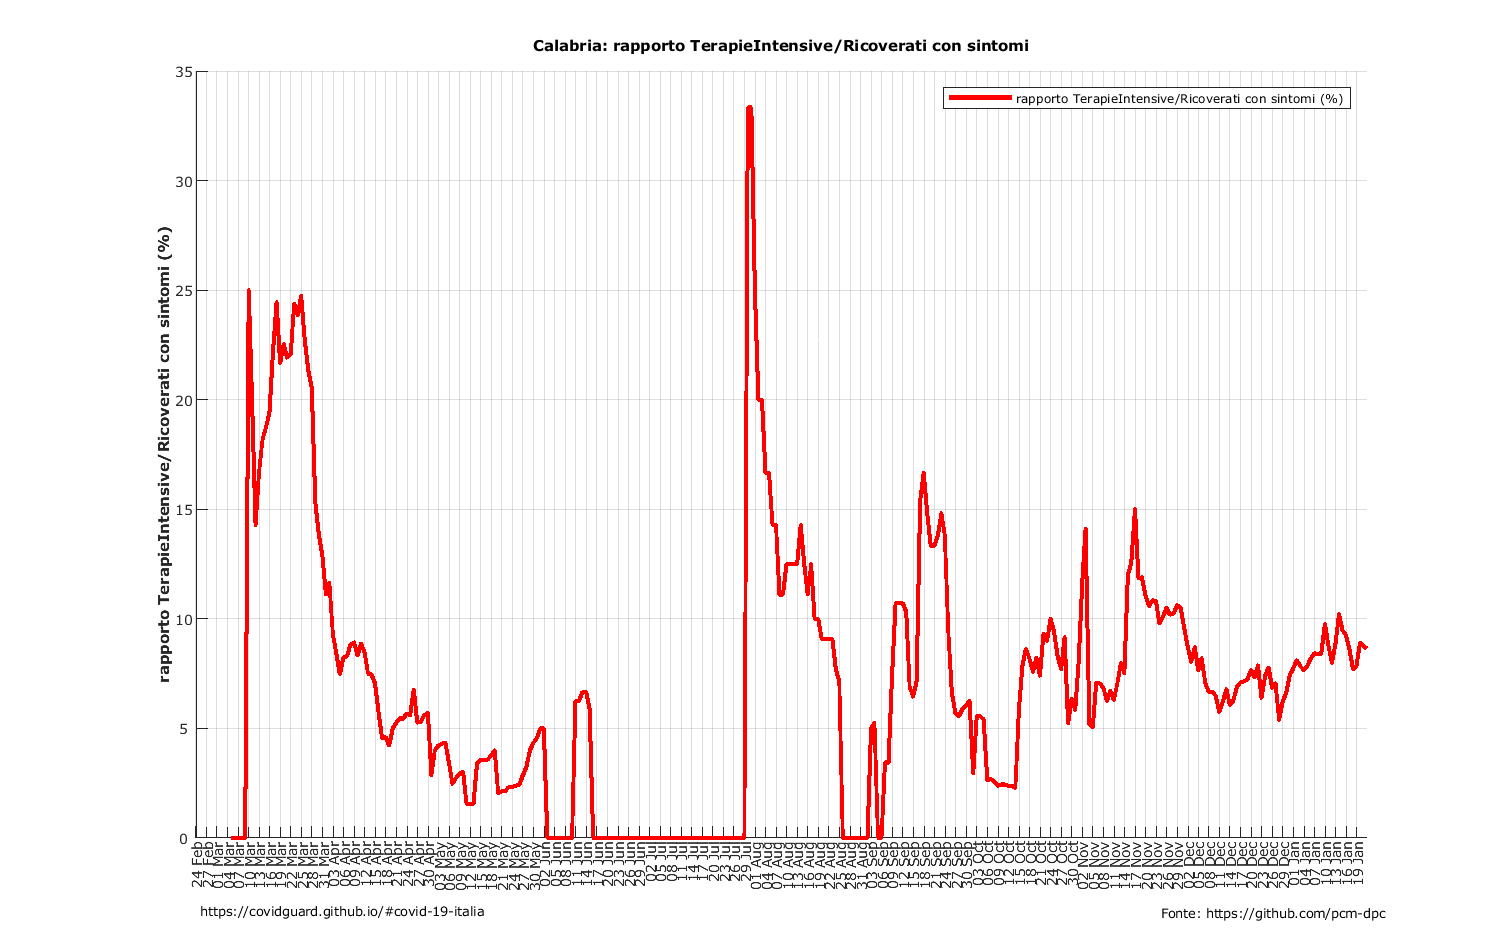 Calabria: rapporto TerapieIntensive/Ricoverati con sintomi
rapporto TerapieIntensive/Ricoverati con sintomi (%)
rapporto TerapieIntensive/Ricoverati con sintomi (%)
35
30
25
20
15
10
5
0
24 Feb
27 Feb
01 Mar
04 Mar
07 Mar
10 Mar
13 Mar
16 Mar
19 Mar
22 Mar
25 Mar
28 Mar
31 Mar
03 Apr
06 Apr
09 Apr
12 Apr
15 Apr
18 Apr
21 Apr
24 Apr
27 Apr
30 Apr
03 May
06 May
09 May
12 May
15 May
18 May
21 May
24 May
27 May
30 May
02 Jun
05 Jun
08 Jun
11 Jun
14 Jun
17 Jun
20 Jun
23 Jun
26 Jun
29 Jun
02 Jul
05 Jul
08 Jul
11 Jul
14 Jul
17 Jul
20 Jul
23 Jul
26 Jul
29 Jul
01 Aug
04 Aug
07 Aug
10 Aug
13 Aug
16 Aug
19 Aug
22 Aug
25 Aug
28 Aug
31 Aug
03 Sep
06 Sep
09 Sep
12 Sep
15 Sep
18 Sep
21 Sep
24 Sep
27 Sep
30 Sep
03 Oct
06 Oct
09 Oct
12 Oct
15 Oct
18 Oct
21 Oct
24 Oct
27 Oct
30 Oct
02 Nov
05 Nov
08 Nov
11 Nov
14 Nov
17 Nov
20 Nov
23 Nov
26 Nov
29 Nov
02 Dec
05 Dec
08 Dec
11 Dec
14 Dec
17 Dec
20 Dec
23 Dec
26 Dec
29 Dec
01 Jan
04 Jan
07 Jan
10 Jan
13 Jan
16 Jan
19 Jan
https://covidguard.github.io/#covid-19-italia
Fonte: https://github.com/pcm-dpc